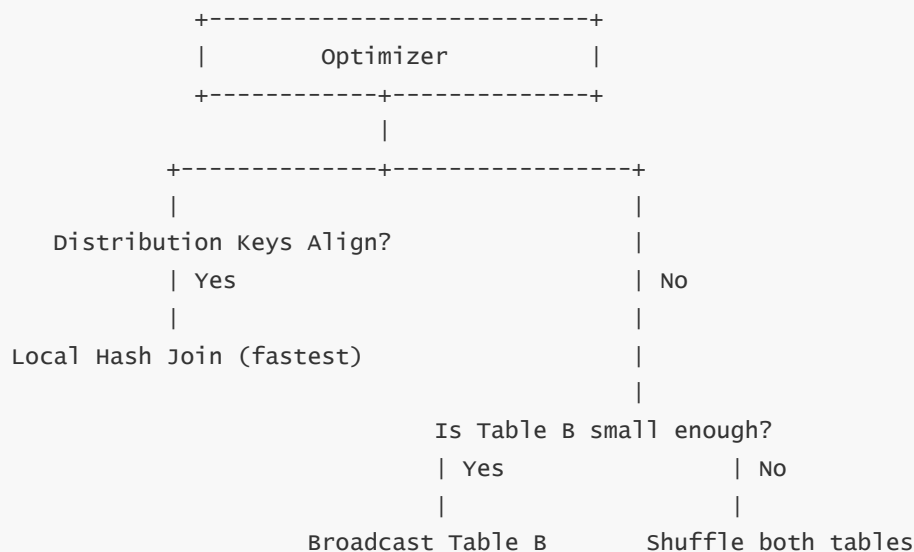 Optimizer
Distribution Keys Align?
Yes No
Local Hash Join (fastest)
Is Table B small enough?
Yes No
Broadcast Table B Shuffle both tables